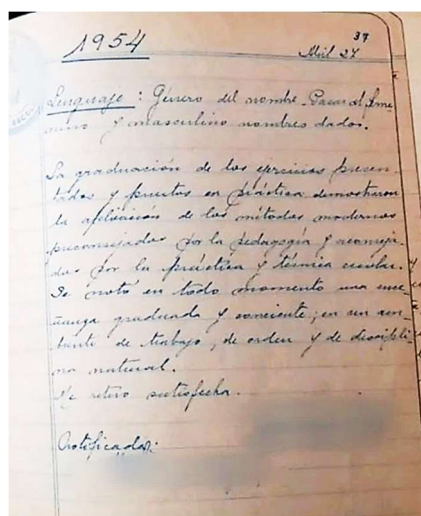 37
1954
Abril 27
Lenguaje: Género del nombre. Pasar al feme
nino y masculino nombres dados.
La graduación de los ejercicios presen-
tados y puestos en práctica demostraron
la aplicación de los métodos modernos
preconizados por la pedagogía y aconseja
dos por la práctica y técnica escolar.
Se notó en todo momento una ense
ñanza graduada y consciente; en un am
biente de trabajo, de orden y de discipli-
na natural.
Me retiro satisfecha.
Notificada: